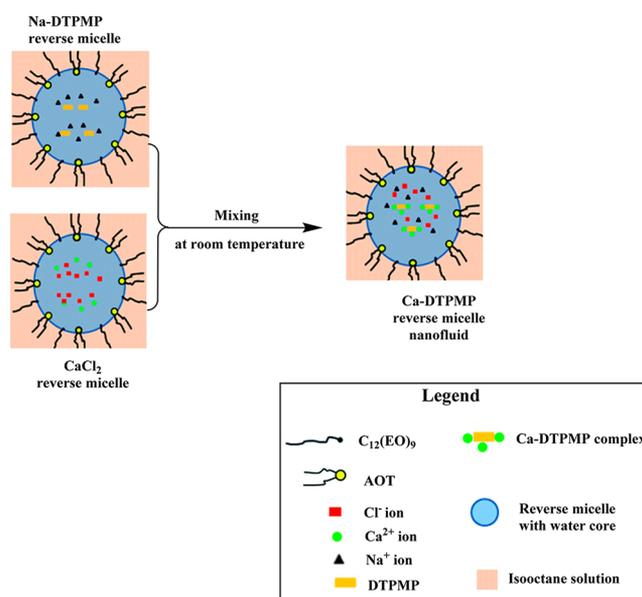 Na-DTPMP
reverse micelle
Mixing
at room temperature
CaCl₂
reverse micelle
Ca-DTPMP
reverse micelle
nanofluid
Legend
C₁₂(EO)₉
AOT
Cl⁻ ion
Ca²⁺ ion
Na⁺ ion
DTPMP
Ca-DTPMP complex
Reverse micelle
with water core
Isooctane solution